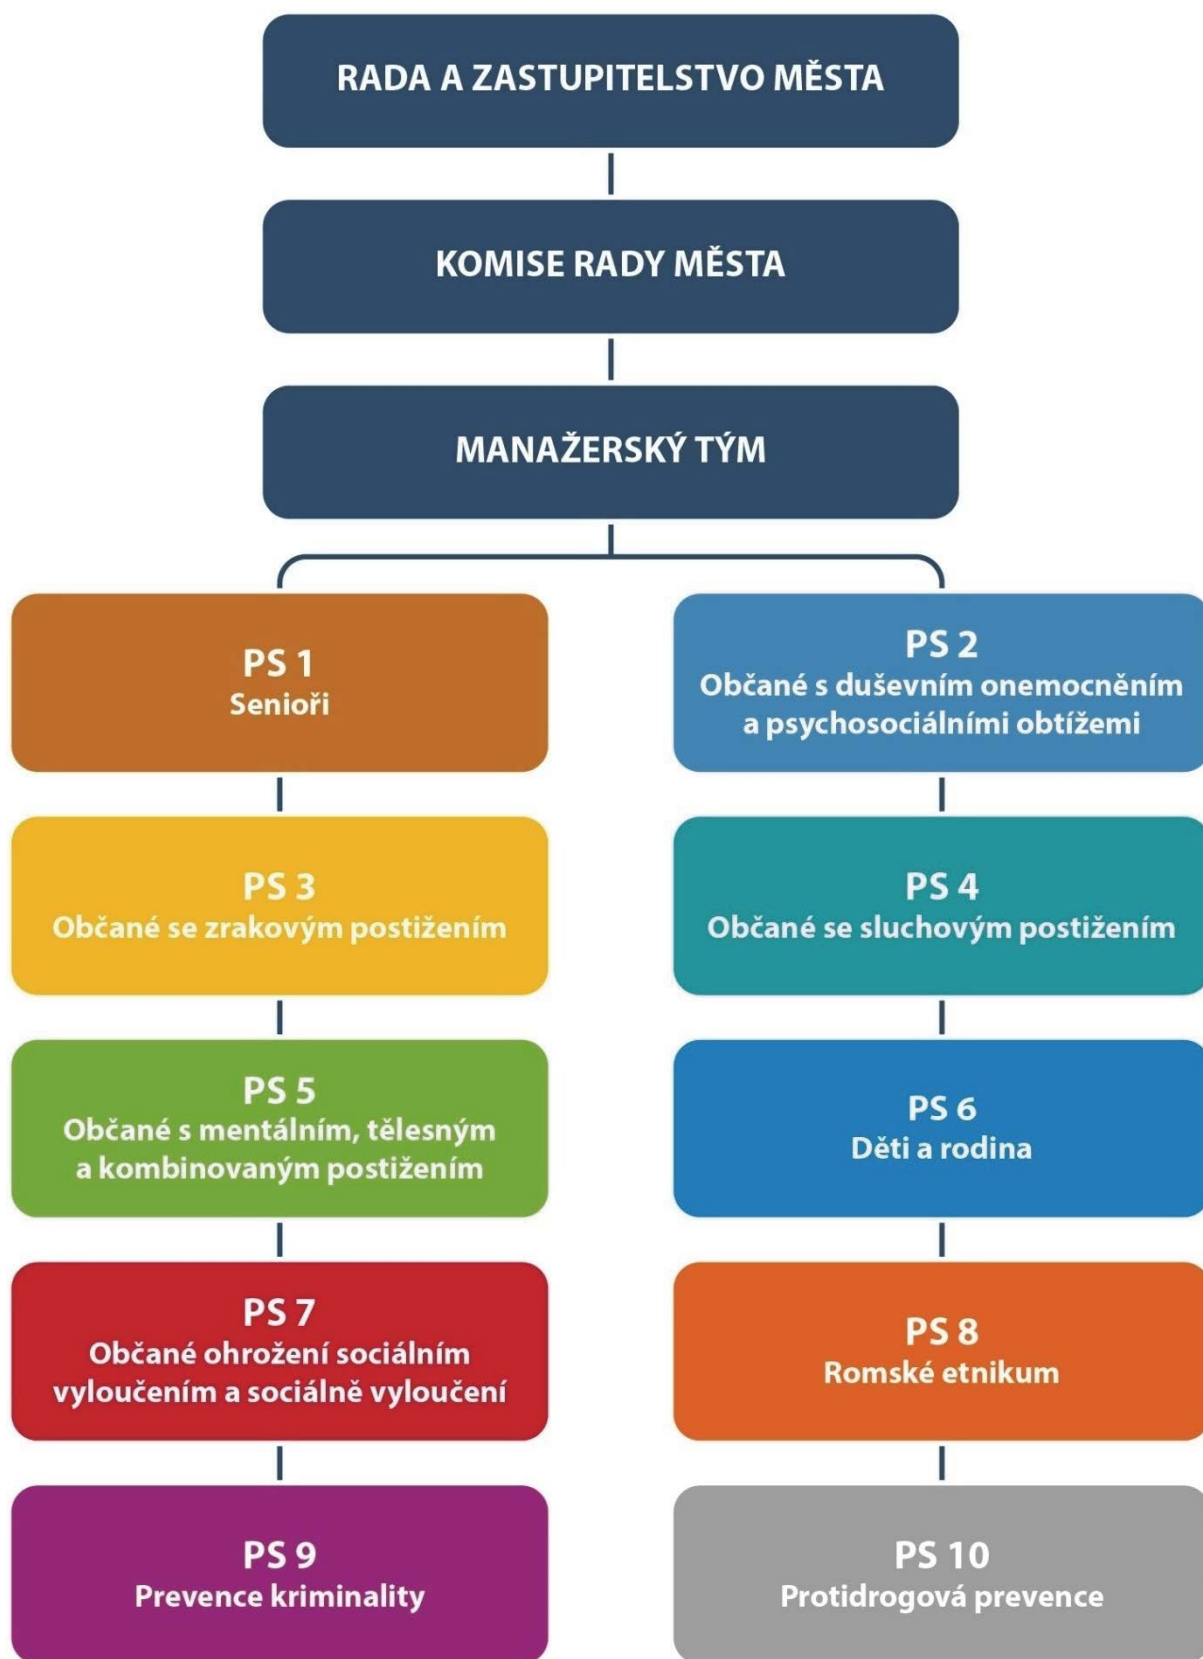 RADA A ZASTUPITELSTVO MĚSTA
KOMISE RADY MĚSTA
MANAŽERSKÝ TÝM
PS 1
Senioři
PS 2
Občané s duševním onemocněním
a psychosociálními obtížemi
PS 3
Občané se zrakovým postižením
PS 4
Občané se sluchovým postižením
PS 5
Občané s mentálním, tělesným
a kombinovaným postižením
PS 6
Děti a rodina
PS 7
Občané ohrožení sociálním
vyloučením a sociálně vyloučení
PS 8
Romské etnikum
PS 9
Prevence kriminality
PS 10
Protidrogová prevence